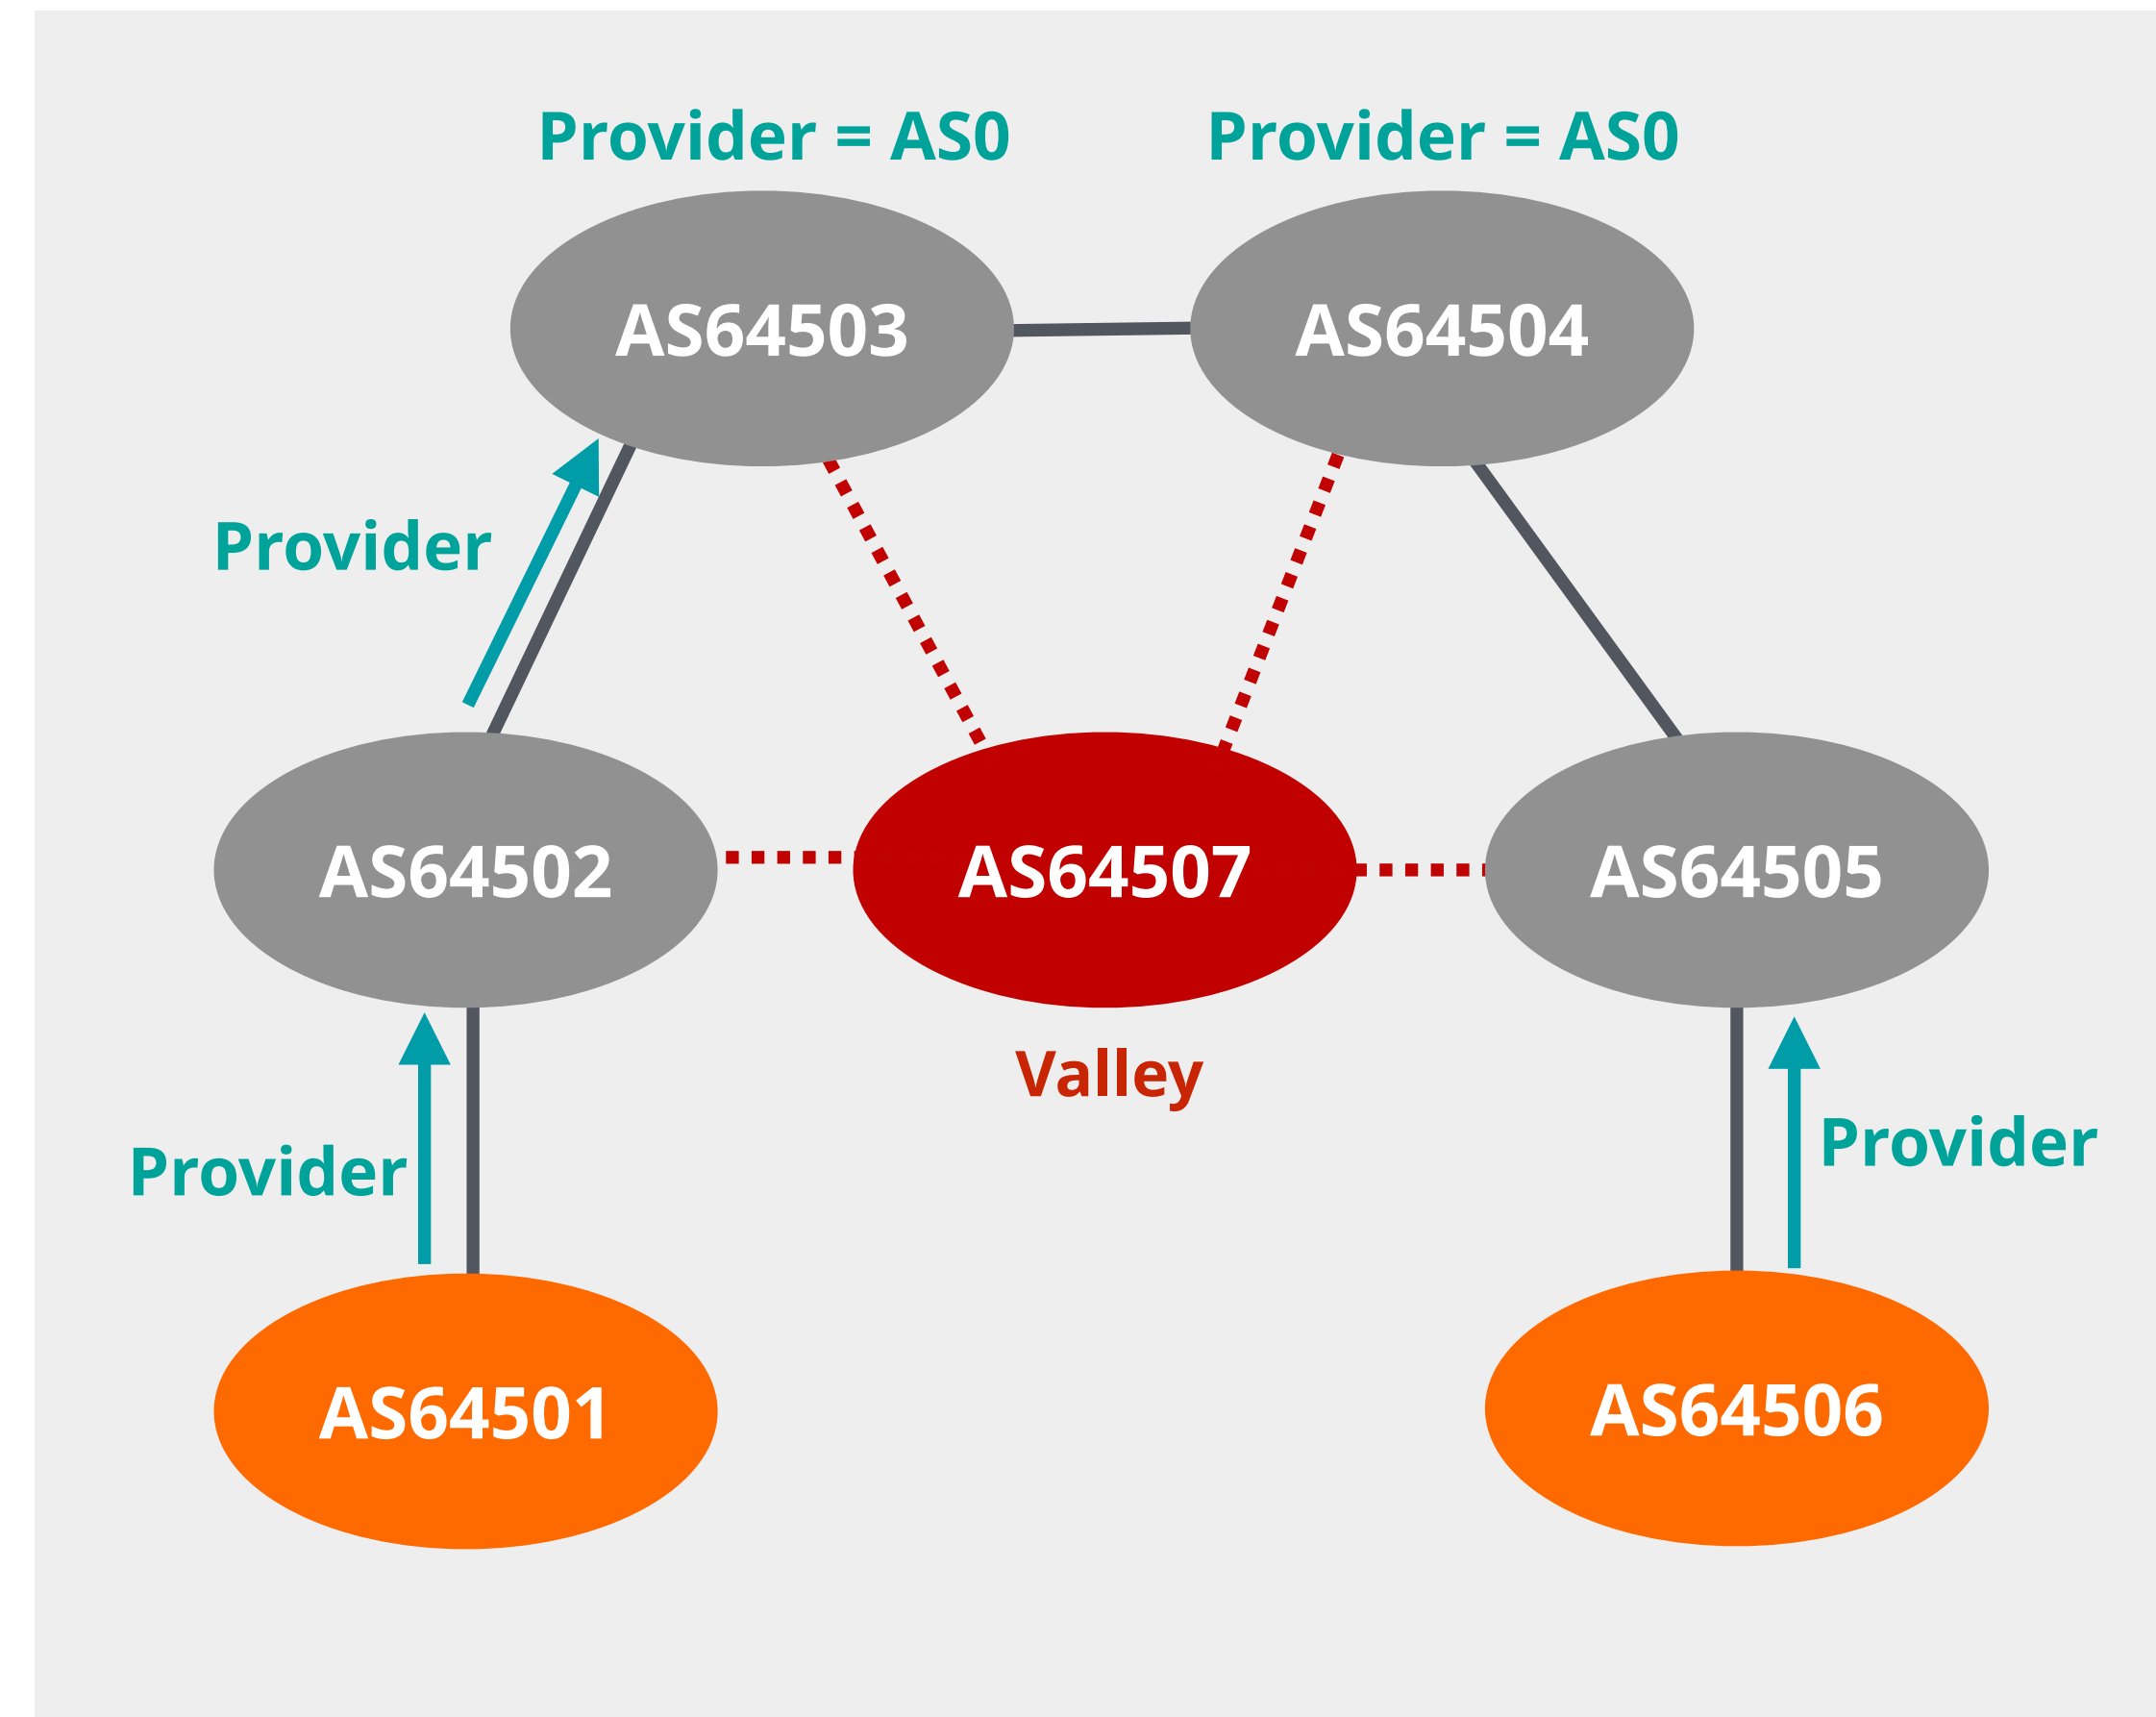 Provider = AS0
Provider = AS0
AS64503
AS64504
Provider
AS64502
AS64507
AS64505
Valley
Provider
Provider
AS64501
AS64506